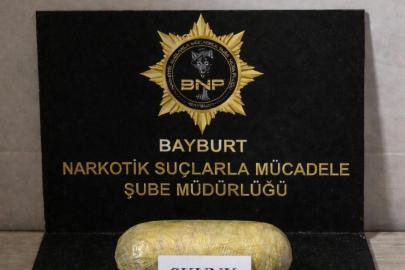 BNP
BAYBURT
NARKOTİK SUÇLARLA MÜCADELE
ŞUBE MÜDÜRLÜĞÜ